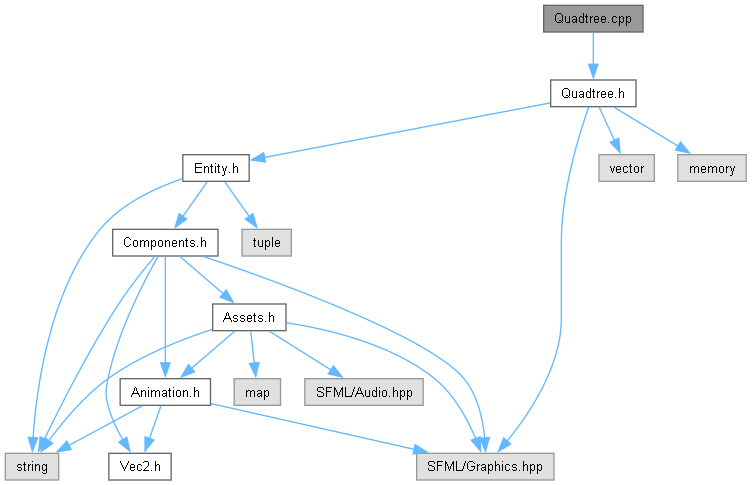 Quadtree.cpp
Quadtree.h
Entity.h
vector
memory
Components.h
tuple
Assets.h
Animation.h
map
SFML/Audio.hpp
string
Vec2.h
SFML/Graphics.hpp